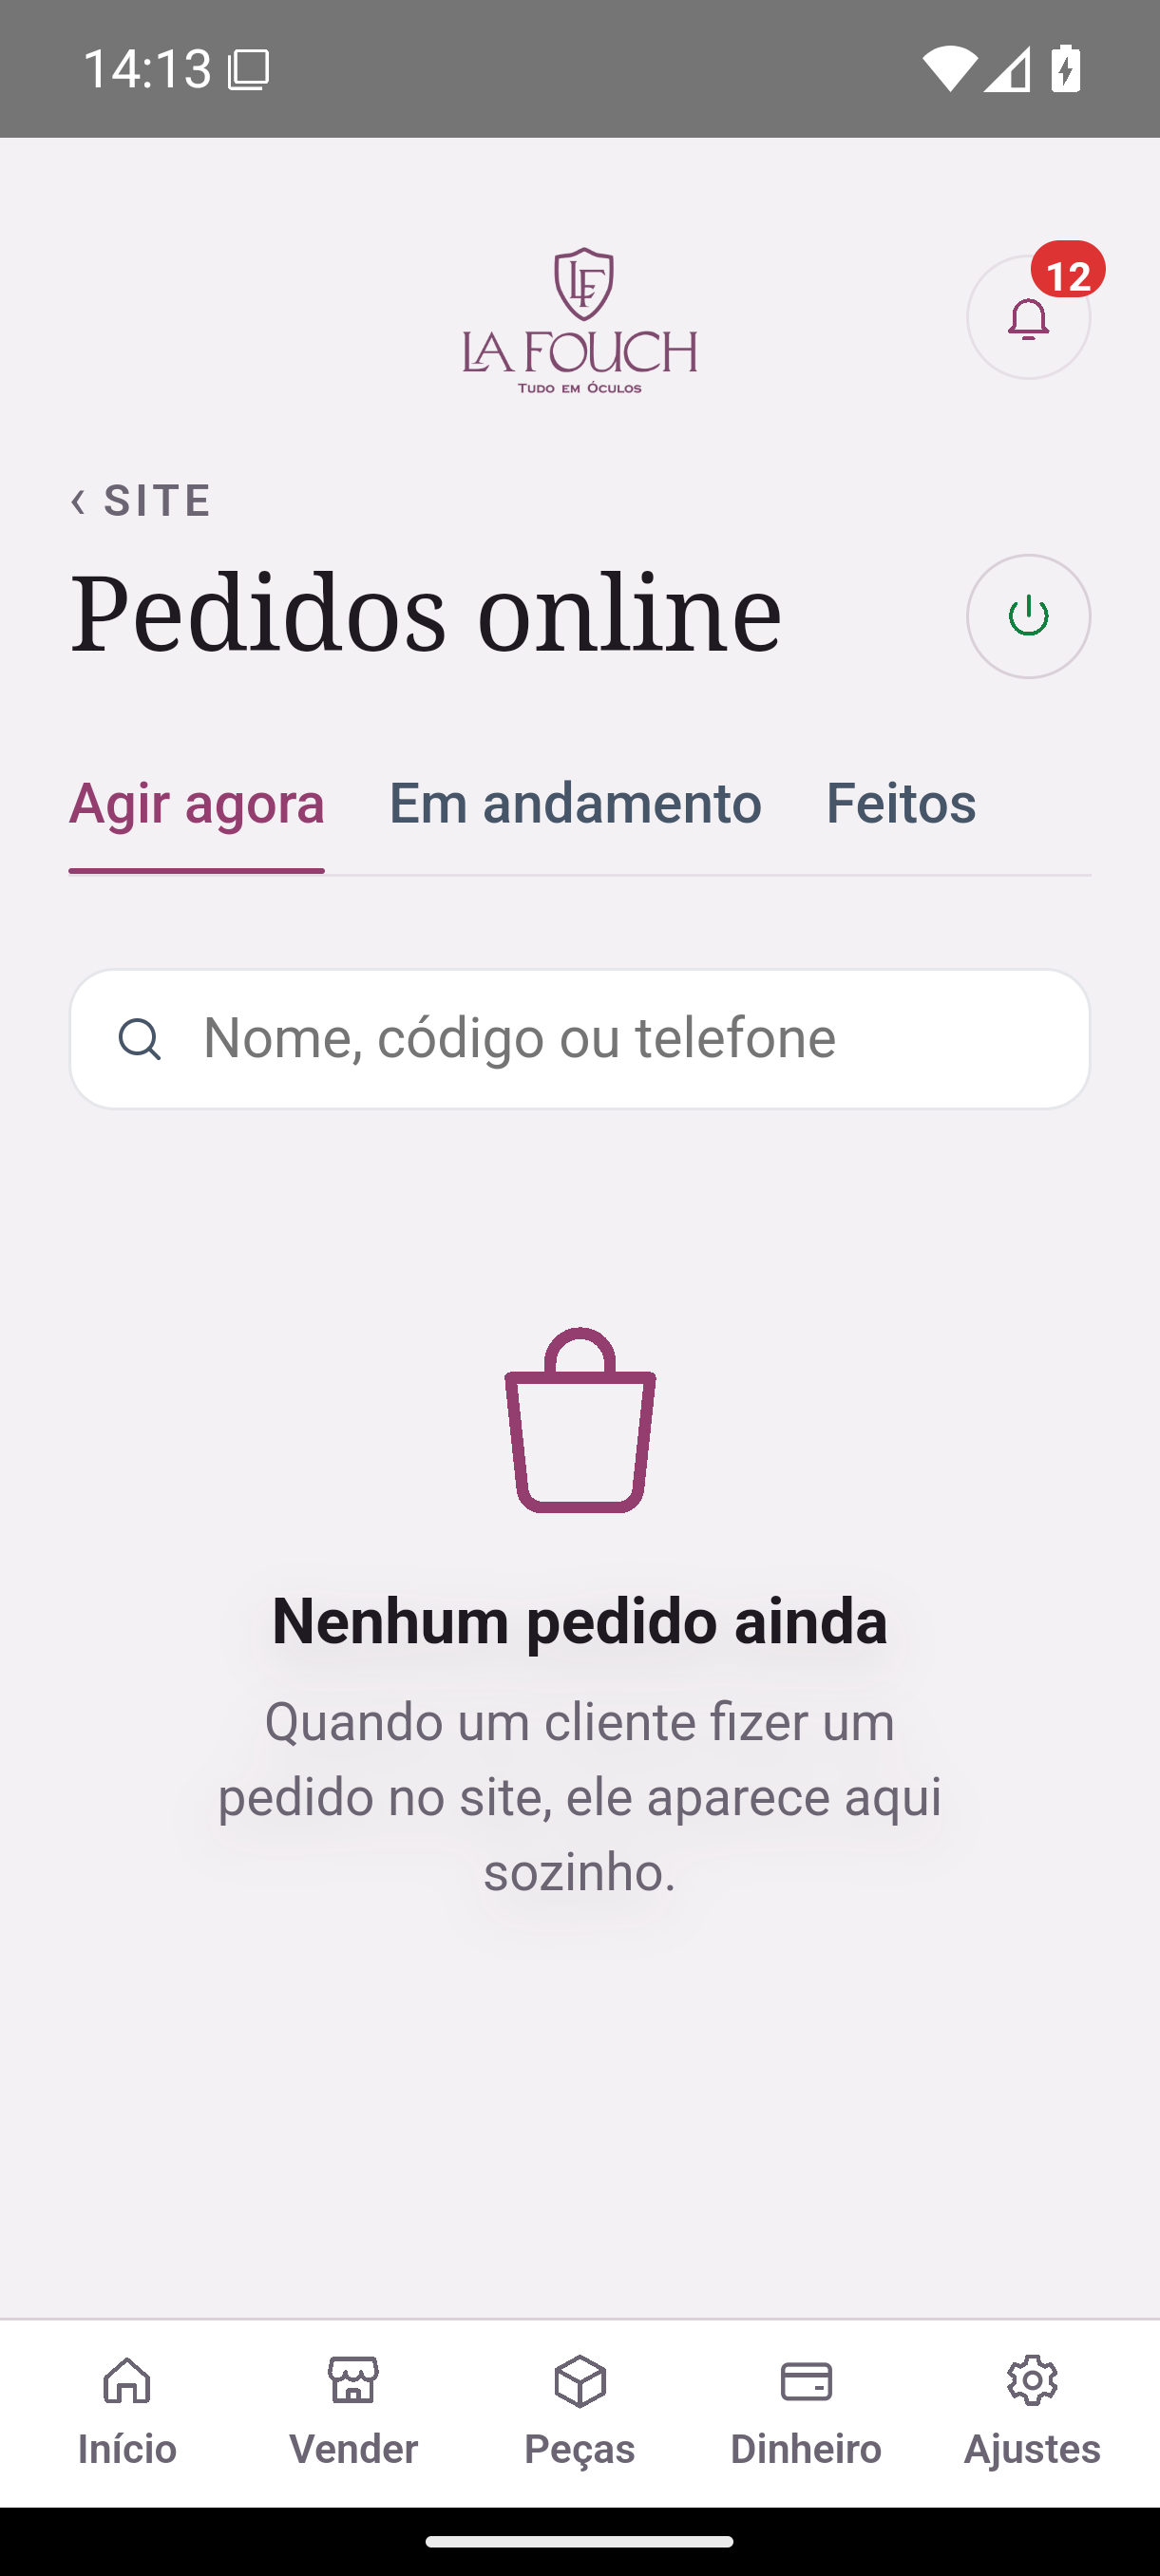 14:13
12
LF
LA FOUCH
TUDO EM ÓCULOS
‹ SITE
Pedidos online
Agir agora Em andamento Feitos
Nome, código ou telefone
Nenhum pedido ainda
Quando um cliente fizer um
pedido no site, ele aparece aqui
sozinho.
Início Vender Peças Dinheiro Ajustes